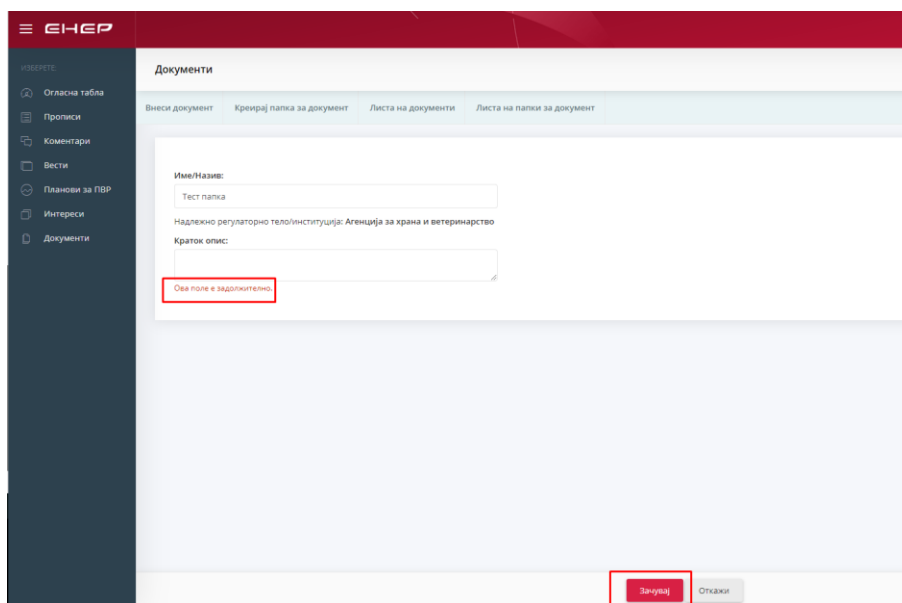 ЕНЕР
ИЗБЕРЕТЕ:
Огласна табла
Прописи
Коментари
Вести
Планови за ПВР
Интереси
Документи
Документи
Внеси документ Креирај папка за документ Листа на документи Листа на папки за документ
Име/Назив:
Тест папка
Надлежно регулаторно тело/институција: Агенција за храна и ветеринарство
Краток опис:
Ова поле е задолжително.
Зачувај Откажи